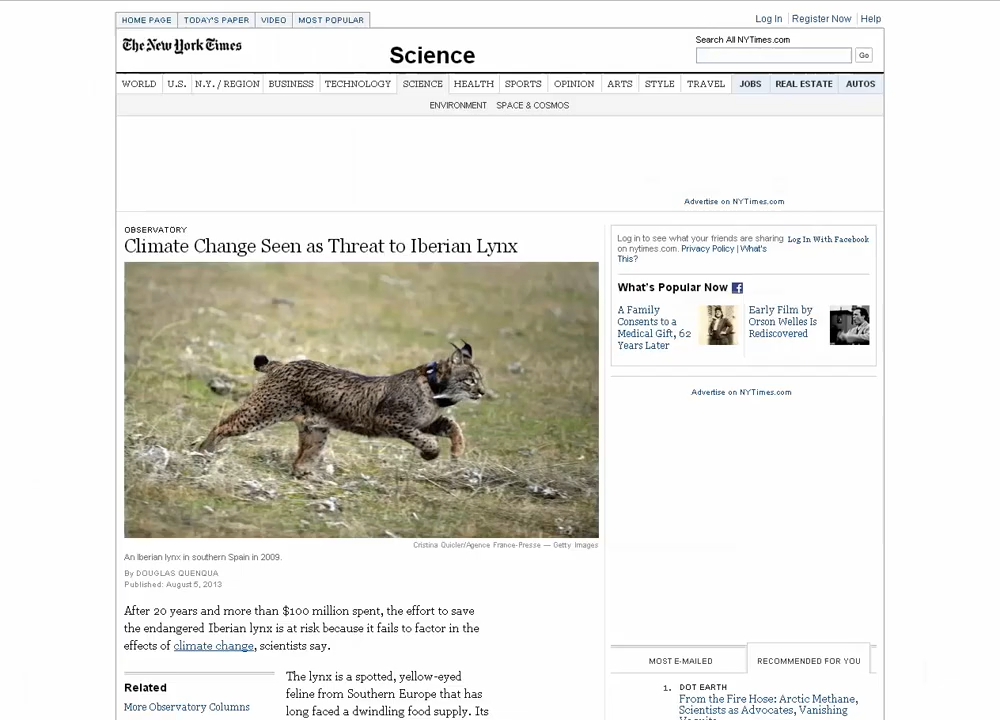 HOME PAGE TODAY'S PAPER VIDEO MOST POPULAR
Log In Register Now Help
The New York Times
Science
Search All NYTimes.com
Go
WORLD U.S. N.Y. / REGION BUSINESS TECHNOLOGY SCIENCE HEALTH SPORTS OPINION ARTS STYLE TRAVEL JOBS REAL ESTATE AUTOS
ENVIRONMENT SPACE & COSMOS
Advertise on NYTimes.com
OBSERVATORY
Climate Change Seen as Threat to Iberian Lynx
Cristina Quicler/Agence France-Presse — Getty Images
An Iberian lynx in southern Spain in 2009.
By DOUGLAS QUENQUA
Published: August 5, 2013
After 20 years and more than $100 million spent, the effort to save
the endangered Iberian lynx is at risk because it fails to factor in the
effects of climate change, scientists say.
Related
More Observatory Columns
The lynx is a spotted, yellow-eyed
feline from Southern Europe that has
long faced a dwindling food supply. Its
Log in to see what your friends are sharing
on nytimes.com. Privacy Policy | What's
This?
Log In With Facebook
What's Popular Now
A Family
Consents to a
Medical Gift, 62
Years Later
Early Film by
Orson Welles Is
Rediscovered
Advertise on NYTimes.com
MOST E-MAILED RECOMMENDED FOR YOU
1. DOT EARTH
From the Fire Hose: Arctic Methane,
Scientists as Advocates, Vanishing